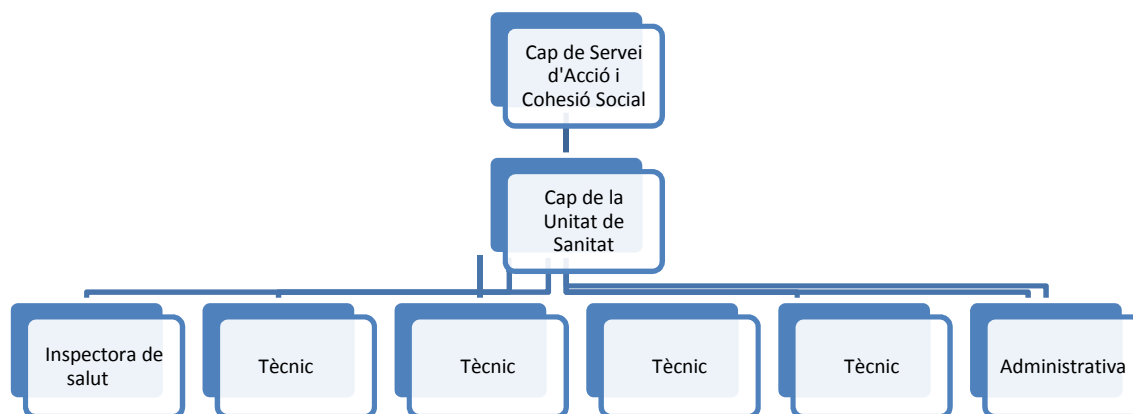 Cap de Servei
d'Acció i
Cohesió Social
Cap de la
Unitat de
Sanitat
Inspectora de
salut
Tècnic
Tècnic
Tècnic
Tècnic
Administrativa